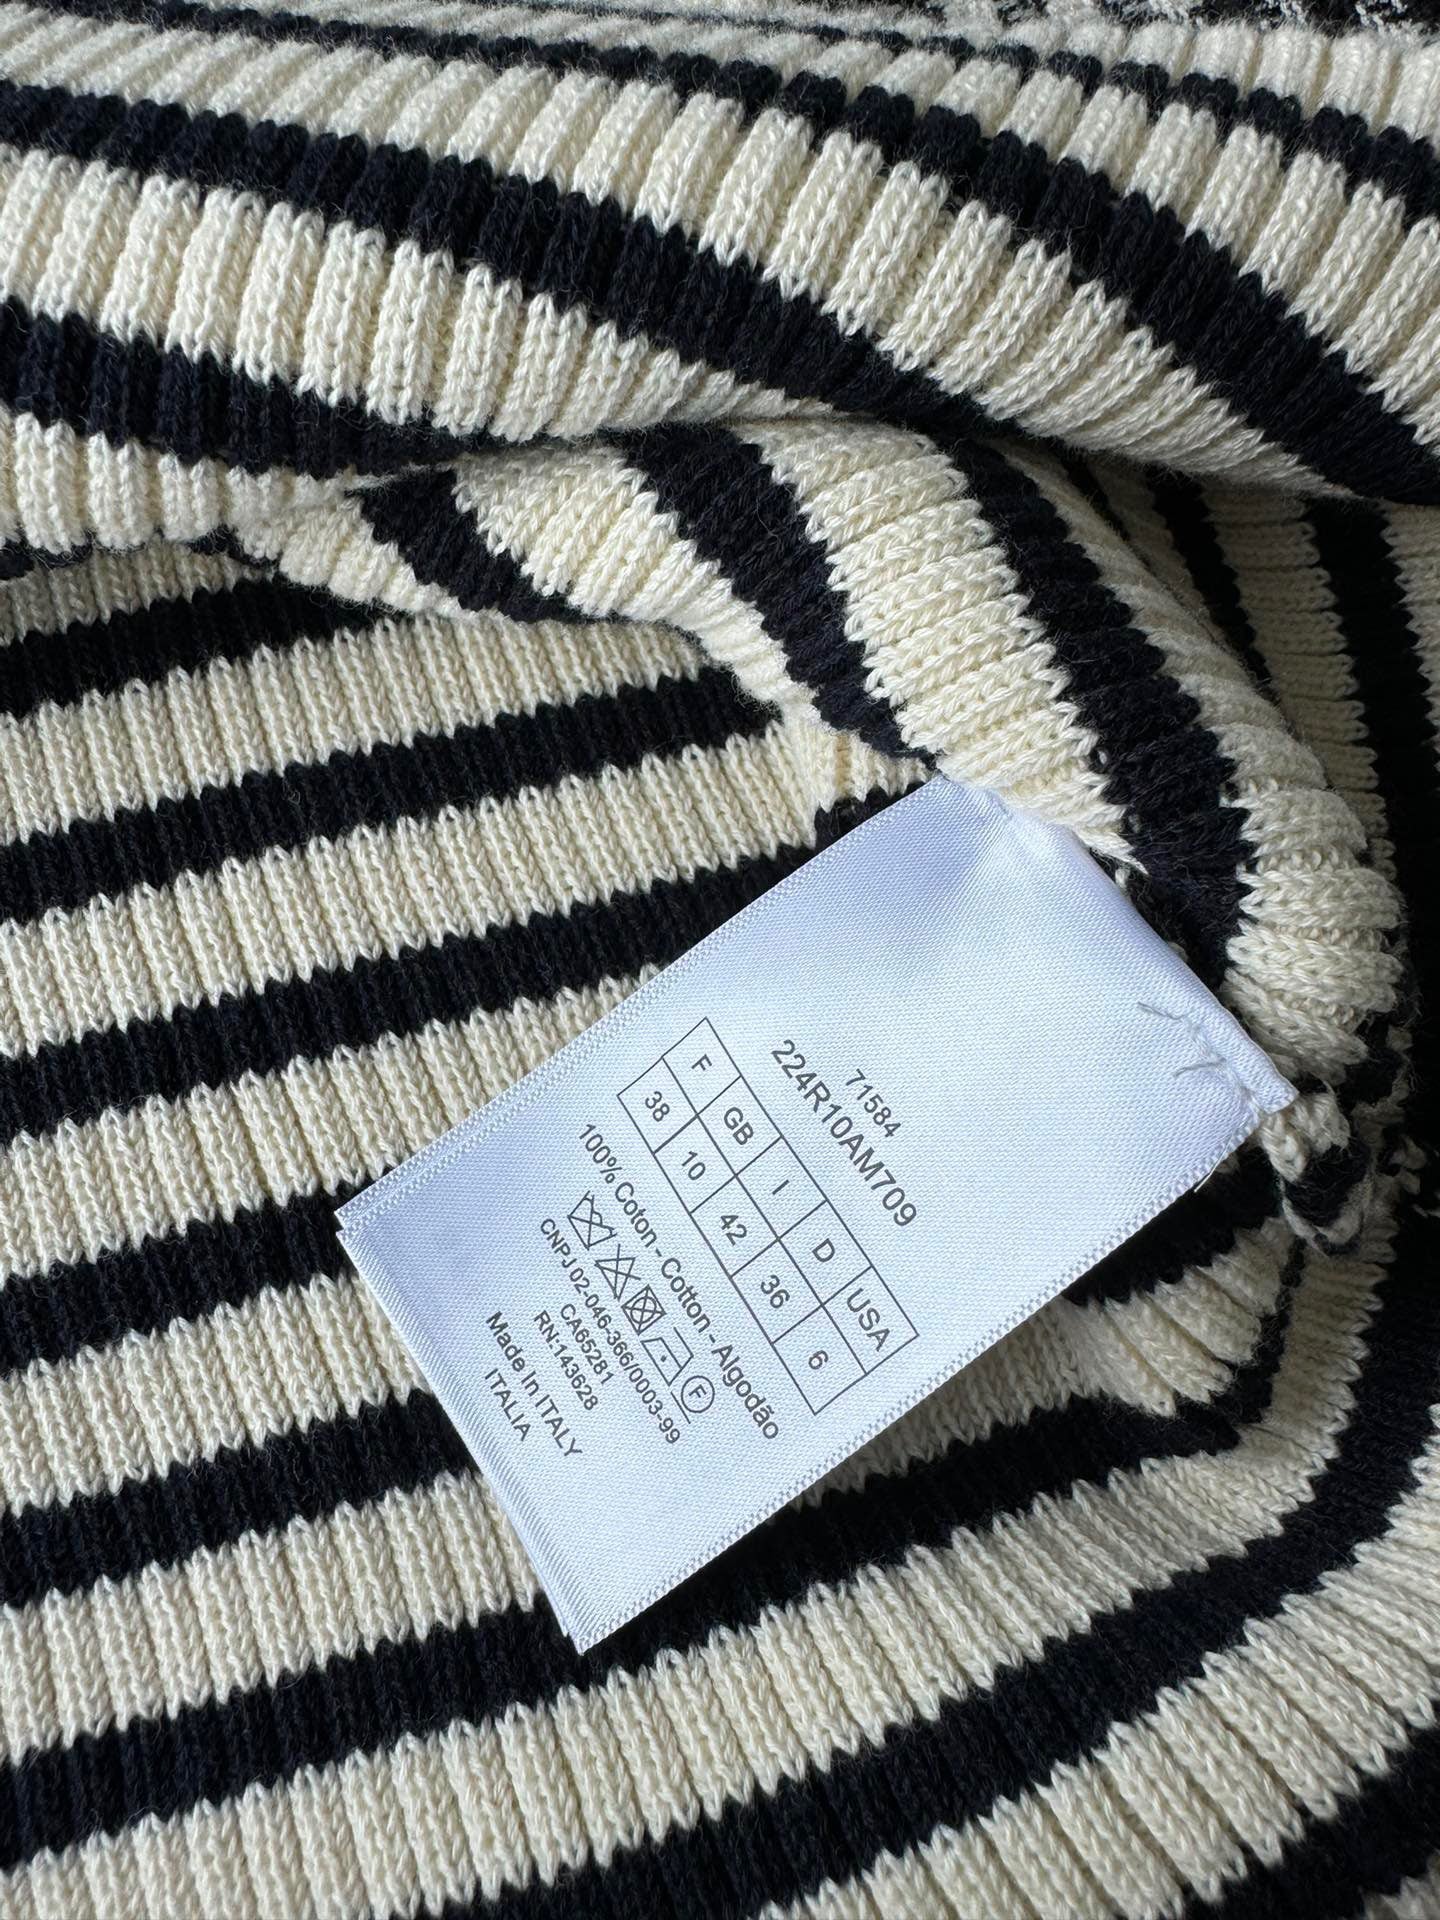 71584
224R10AM709
F GB I D USA
38 10 42 36 6
100% Coton - Cotton - Algodão
F
CNPJ 02-046-366/0003-99
CA65281
RN:143628
Made In ITALY
ITALIA